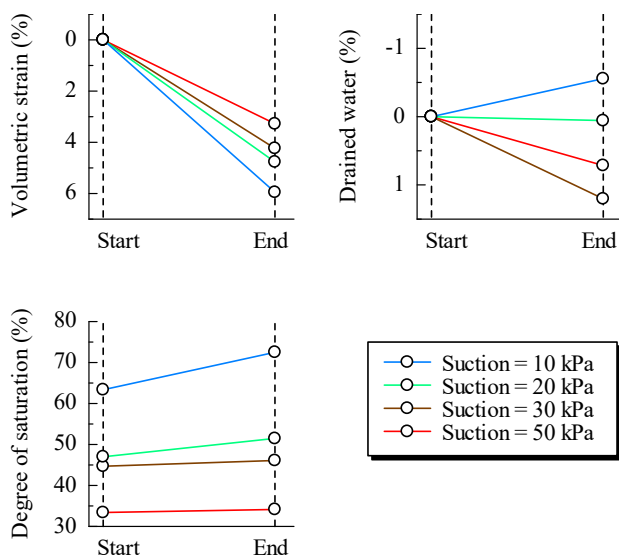 Volumetric strain (%)
0
2
4
6
Start
End
Drained water (%)
-1
0
1
Start
End
Degree of saturation (%)
80
70
60
50
40
30
Start
End
Suction = 10 kPa
Suction = 20 kPa
Suction = 30 kPa
Suction = 50 kPa